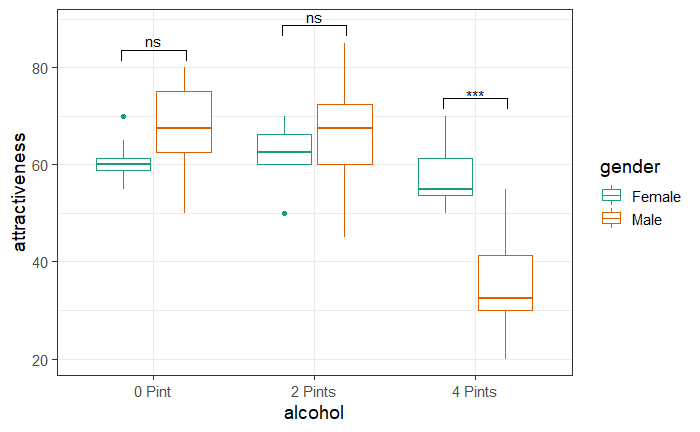 ns
ns
***
80
60
40
20
attractiveness
0 Pint
2 Pints
4 Pints
alcohol
gender
Female
Male